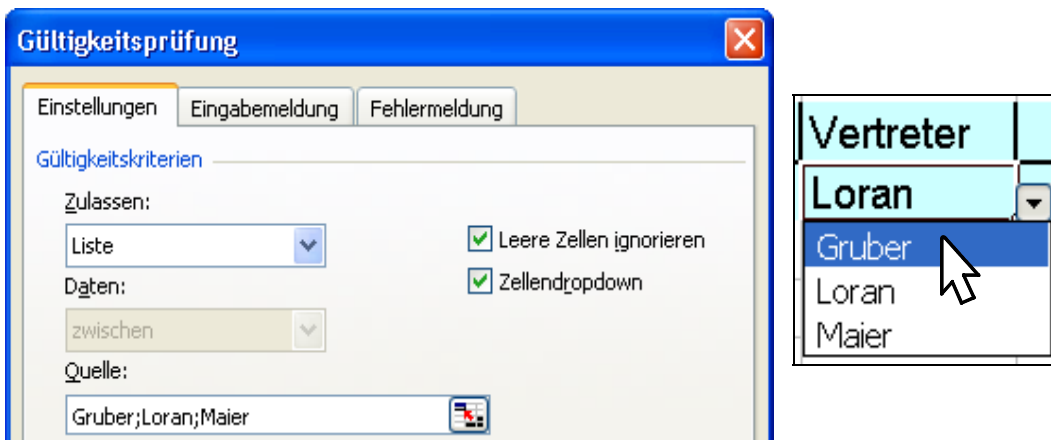 Gültigkeitsprüfung
Einstellungen Eingabemeldung Fehlermeldung
Gültigkeitskriterien
Zulassen:
Liste
Leere Zellen ignorieren
Daten:
Zellendropdown
zwischen
Quelle:
Gruber;Loran;Maier
Vertreter
Loran
Gruber
Loran
Maier